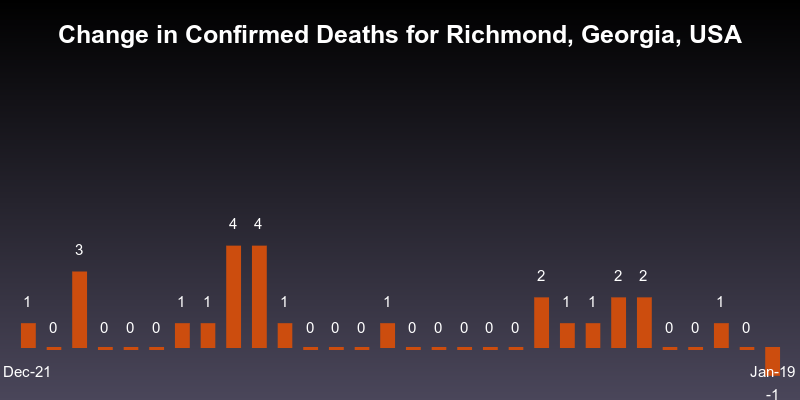 Change in Confirmed Deaths for Richmond, Georgia, USA
1 0 3 0 0 0 1 1 4 4 1 0 0 0 1 0 0 0 0 0 2 1 1 2 2 0 0 1 0 -1
Dec-21 Jan-19